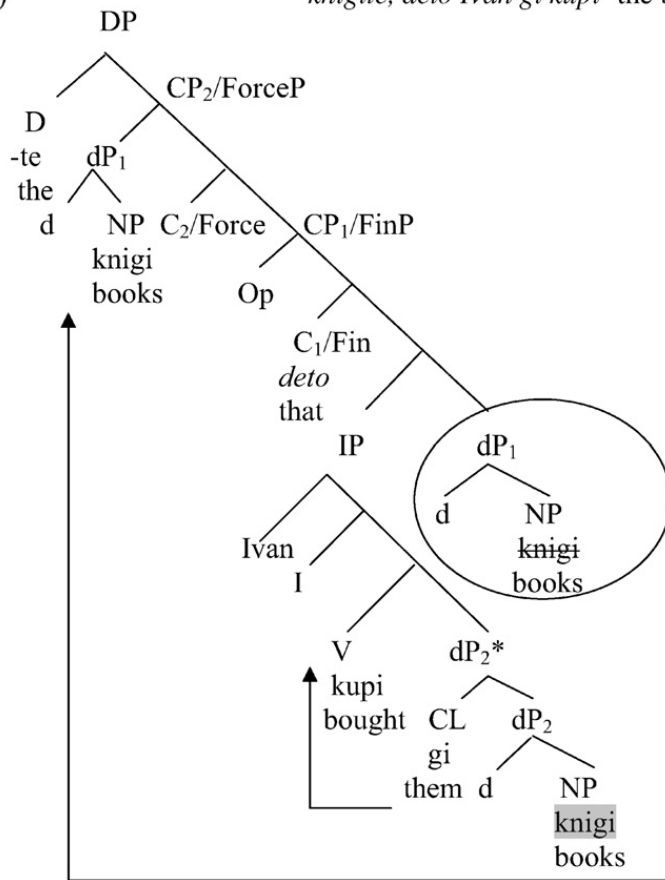 knigite, deto Ivan gi kupi
DP
CP₂/ForceP
D
-te dP₁
the
d NP C₂/Force CP₁/FinP
knigi
books Op
C₁/Fin
deto
that
IP dP₁
d NP
Ivan knigi
I books
V dP₂*
kupi
bought CL dP₂
gi
them d NP
knigi
books